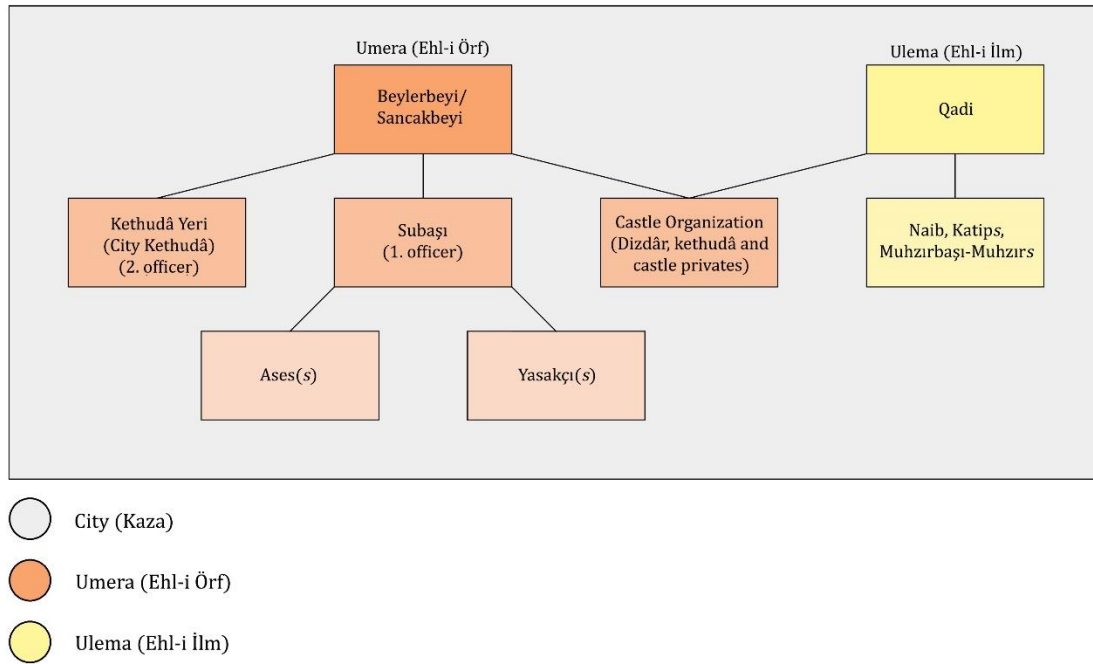 Umera (Ehl-i Örf)
Ulema (Ehl-i İlm)
Beylerbeyi/
Sancakbeyi
Qadi
Kethudâ Yeri
(City Kethudâ)
(2. officer)
Subaşı
(1. officer)
Castle Organization
(Dizdâr, kethudâ and
castle privates)
Naib, Katips,
Muhzırbaşı-Muhzırs
Ases(s)
Yasakçı(s)
City (Kaza)
Umera (Ehl-i Örf)
Ulema (Ehl-i İlm)